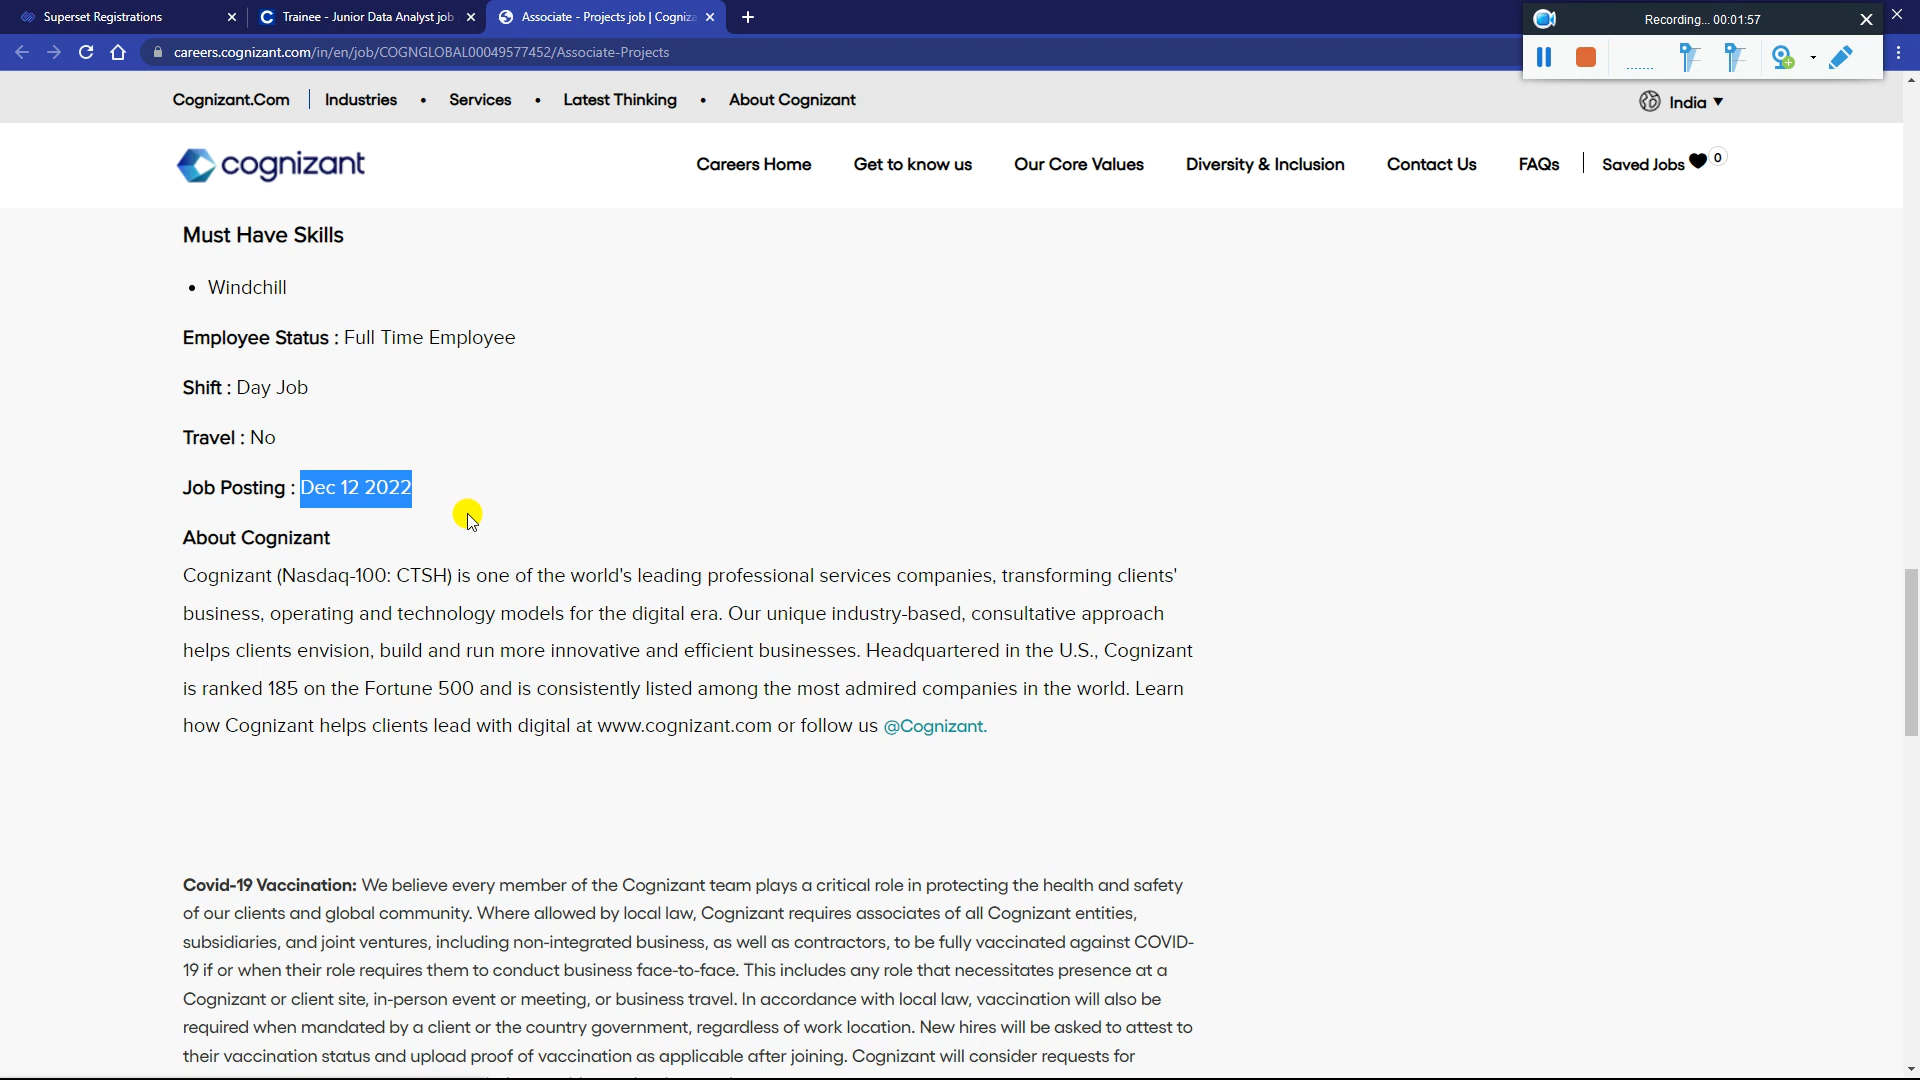 Superset Registrations
Trainee - Junior Data Analyst job
Associate - Projects job | Cogniza
Recording... 00:01:57
careers.cognizant.com/in/en/job/COGNGLOBAL00049577452/Associate-Projects
Cognizant.Com Industries • Services • Latest Thinking • About Cognizant
India
cognizant
Careers Home Get to know us Our Core Values Diversity & Inclusion Contact Us FAQs Saved Jobs 0
Must Have Skills
• Windchill
Employee Status : Full Time Employee
Shift : Day Job
Travel : No
Job Posting : Dec 12 2022
About Cognizant
Cognizant (Nasdaq-100: CTSH) is one of the world's leading professional services companies, transforming clients'
business, operating and technology models for the digital era. Our unique industry-based, consultative approach
helps clients envision, build and run more innovative and efficient businesses. Headquartered in the U.S., Cognizant
is ranked 185 on the Fortune 500 and is consistently listed among the most admired companies in the world. Learn
how Cognizant helps clients lead with digital at www.cognizant.com or follow us @Cognizant.
Covid-19 Vaccination: We believe every member of the Cognizant team plays a critical role in protecting the health and safety
of our clients and global community. Where allowed by local law, Cognizant requires associates of all Cognizant entities,
subsidiaries, and joint ventures, including non-integrated business, as well as contractors, to be fully vaccinated against COVID-
19 if or when their role requires them to conduct business face-to-face. This includes any role that necessitates presence at a
Cognizant or client site, in-person event or meeting, or business travel. In accordance with local law, vaccination will also be
required when mandated by a client or the country government, regardless of work location. New hires will be asked to attest to
their vaccination status and upload proof of vaccination as applicable after joining. Cognizant will consider requests for